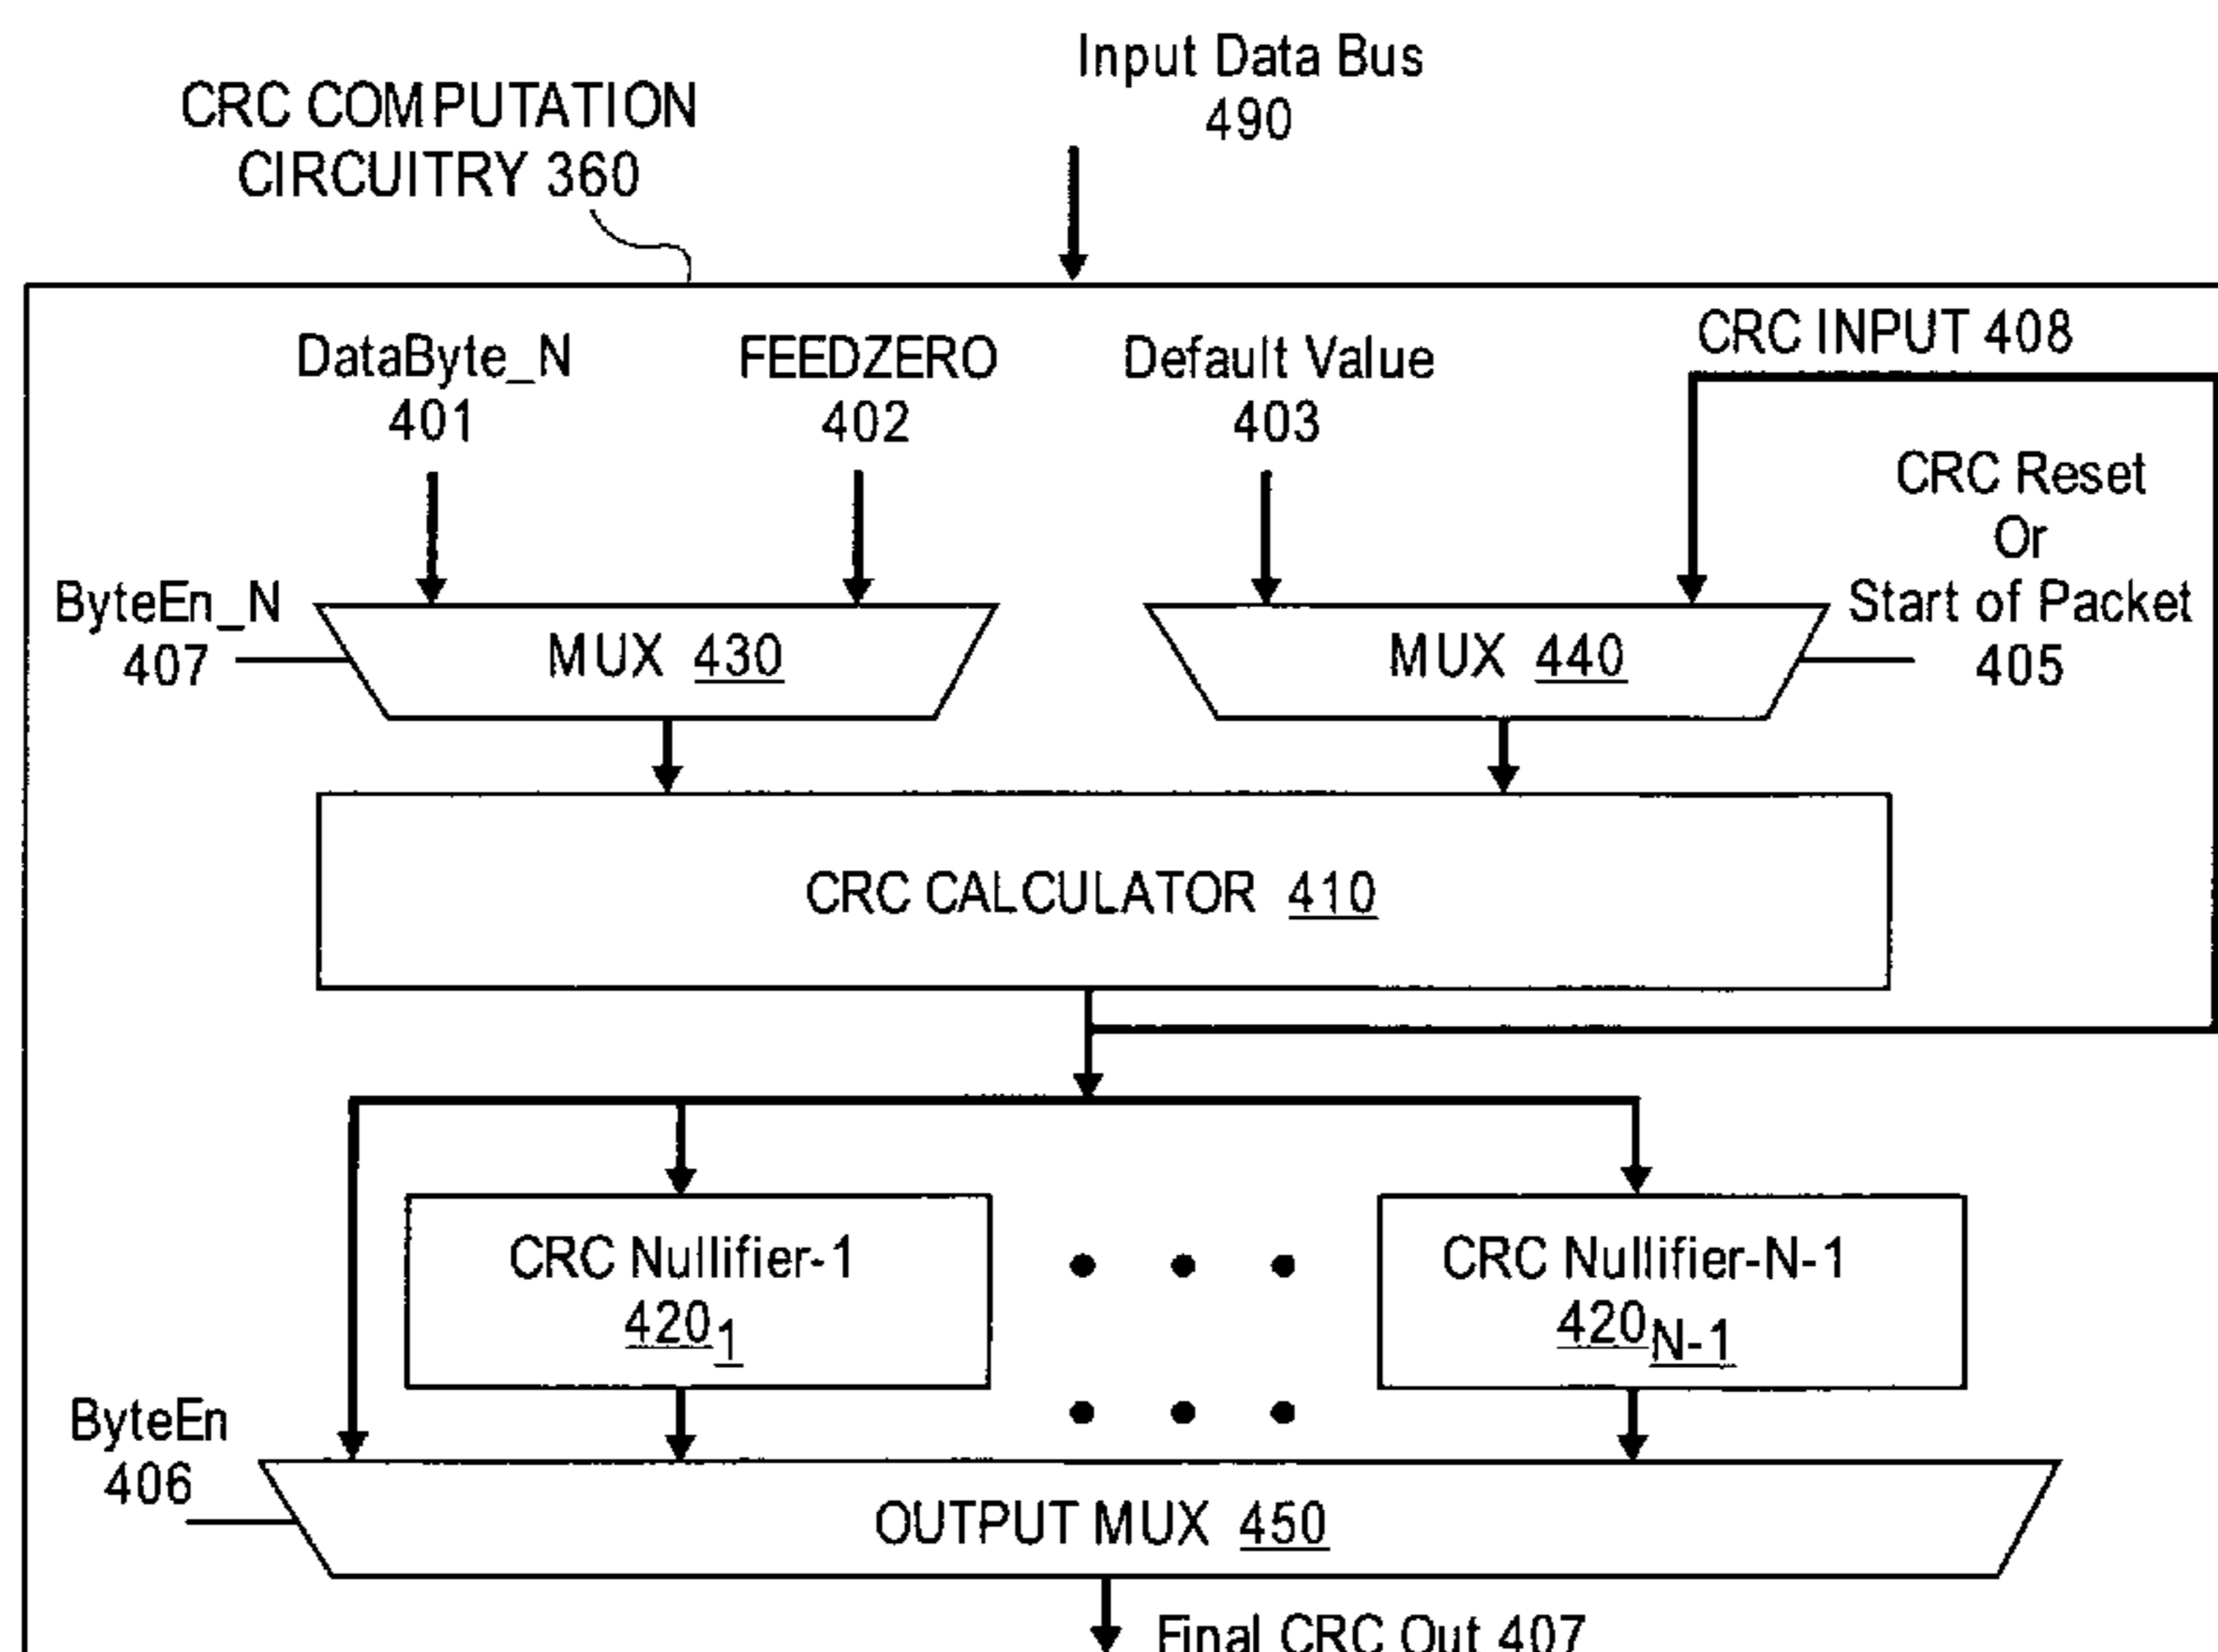 Input Data Bus
490
CRC COMPUTATION
CIRCUITRY 360
DataByte_N
401
FEEDZERO
402
Default Value
403
CRC INPUT 408
CRC Reset
Or
Start of Packet
405
ByteEn_N
407
MUX 430
MUX 440
CRC CALCULATOR 410
CRC Nullifier-1
420 1
CRC Nullifier-N-1
420 N-1
ByteEn
406
OUTPUT MUX 450
Final CRC Out 407